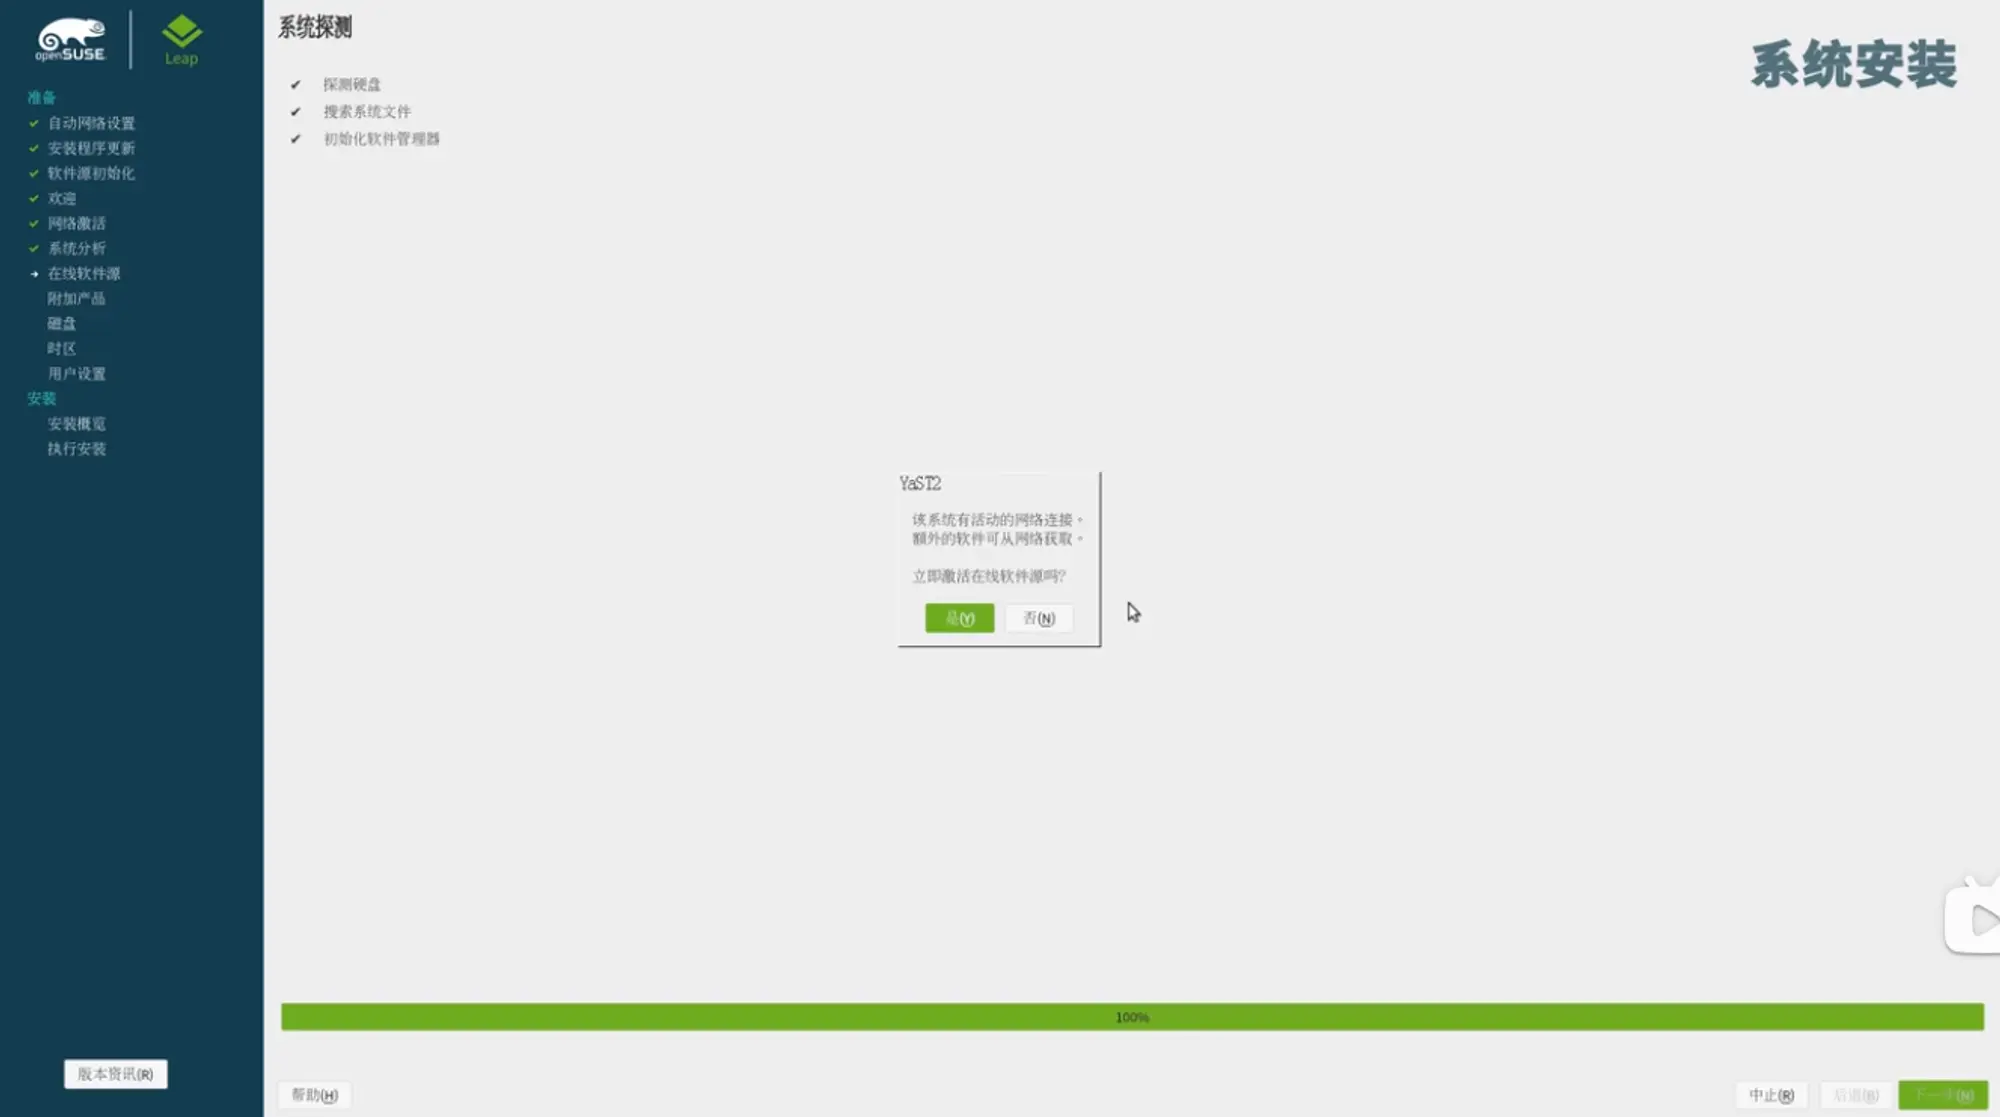 openSUSE
Leap
准备
自动网络设置
安装程序更新
软件源初始化
欢迎
网络激活
系统分析
在线软件源
附加产品
磁盘
时区
用户设置
安装
安装概览
执行安装
版本资讯(R)
系统探测
探测硬盘
搜索系统文件
初始化软件管理器
系统安装
YaST2
该系统有活动的网络连接。
额外的软件可从网络获取。
立即激活在线软件源吗?
是(Y) 否(N)
100%
帮助(H) 中止(R) 后退(B) 下一步(N)